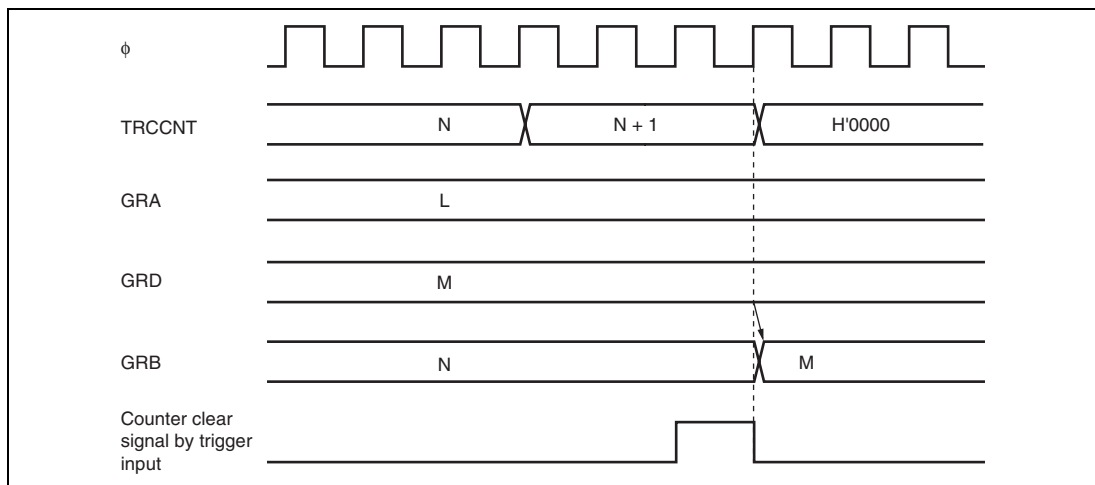 ϕ
TRCCNT N N + 1 H'0000
GRA L
GRD M
GRB N M
Counter clear
signal by trigger
input